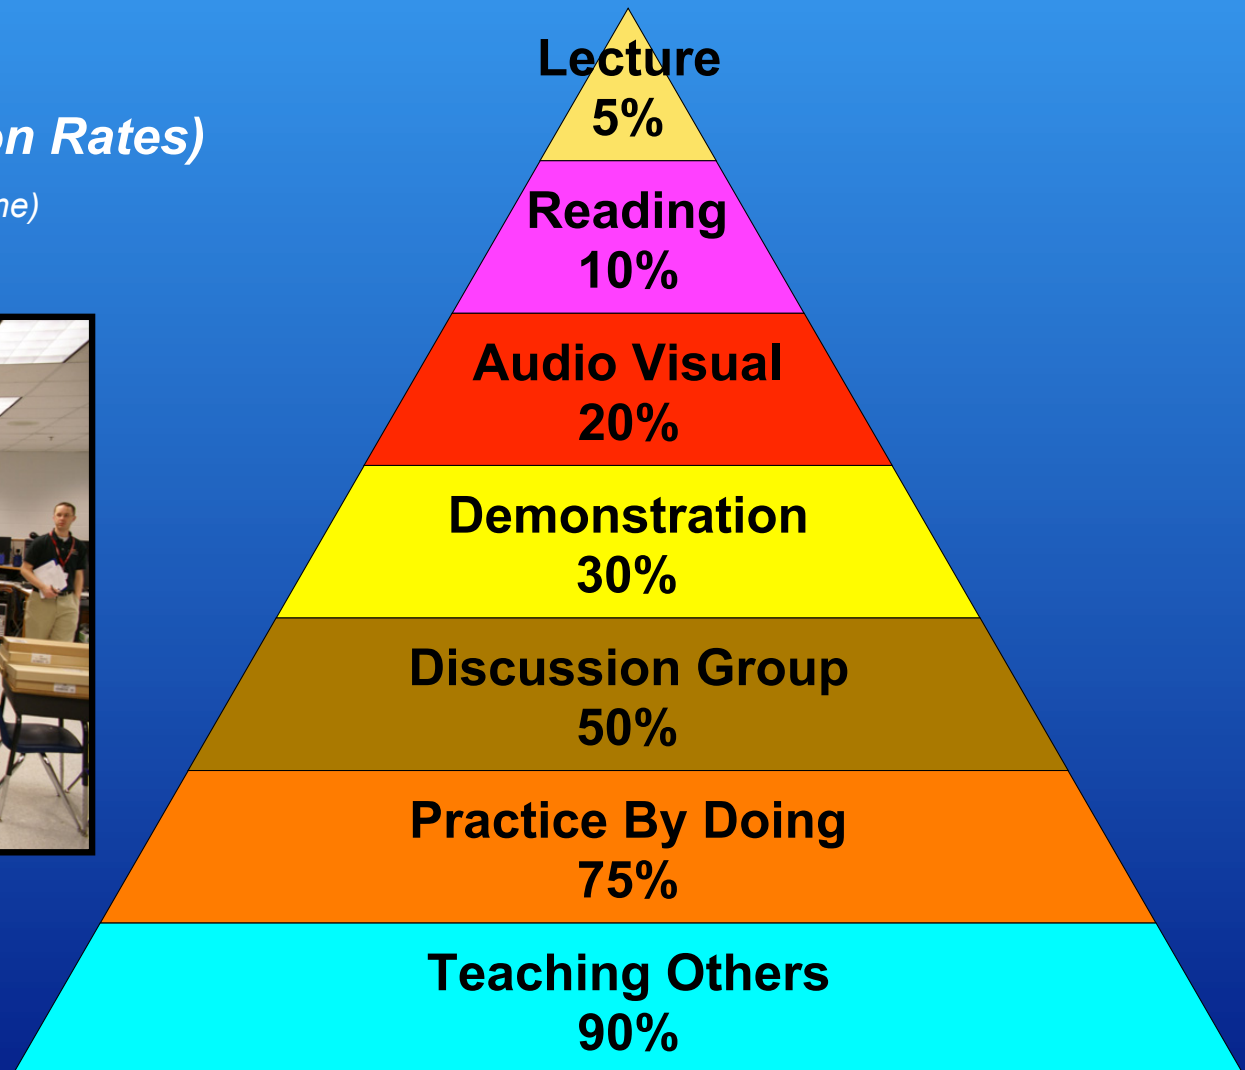 on Rates)
ne)
Lecture
5%
Reading
10%
Audio Visual
20%
Demonstration
30%
Discussion Group
50%
Practice By Doing
75%
Teaching Others
90%